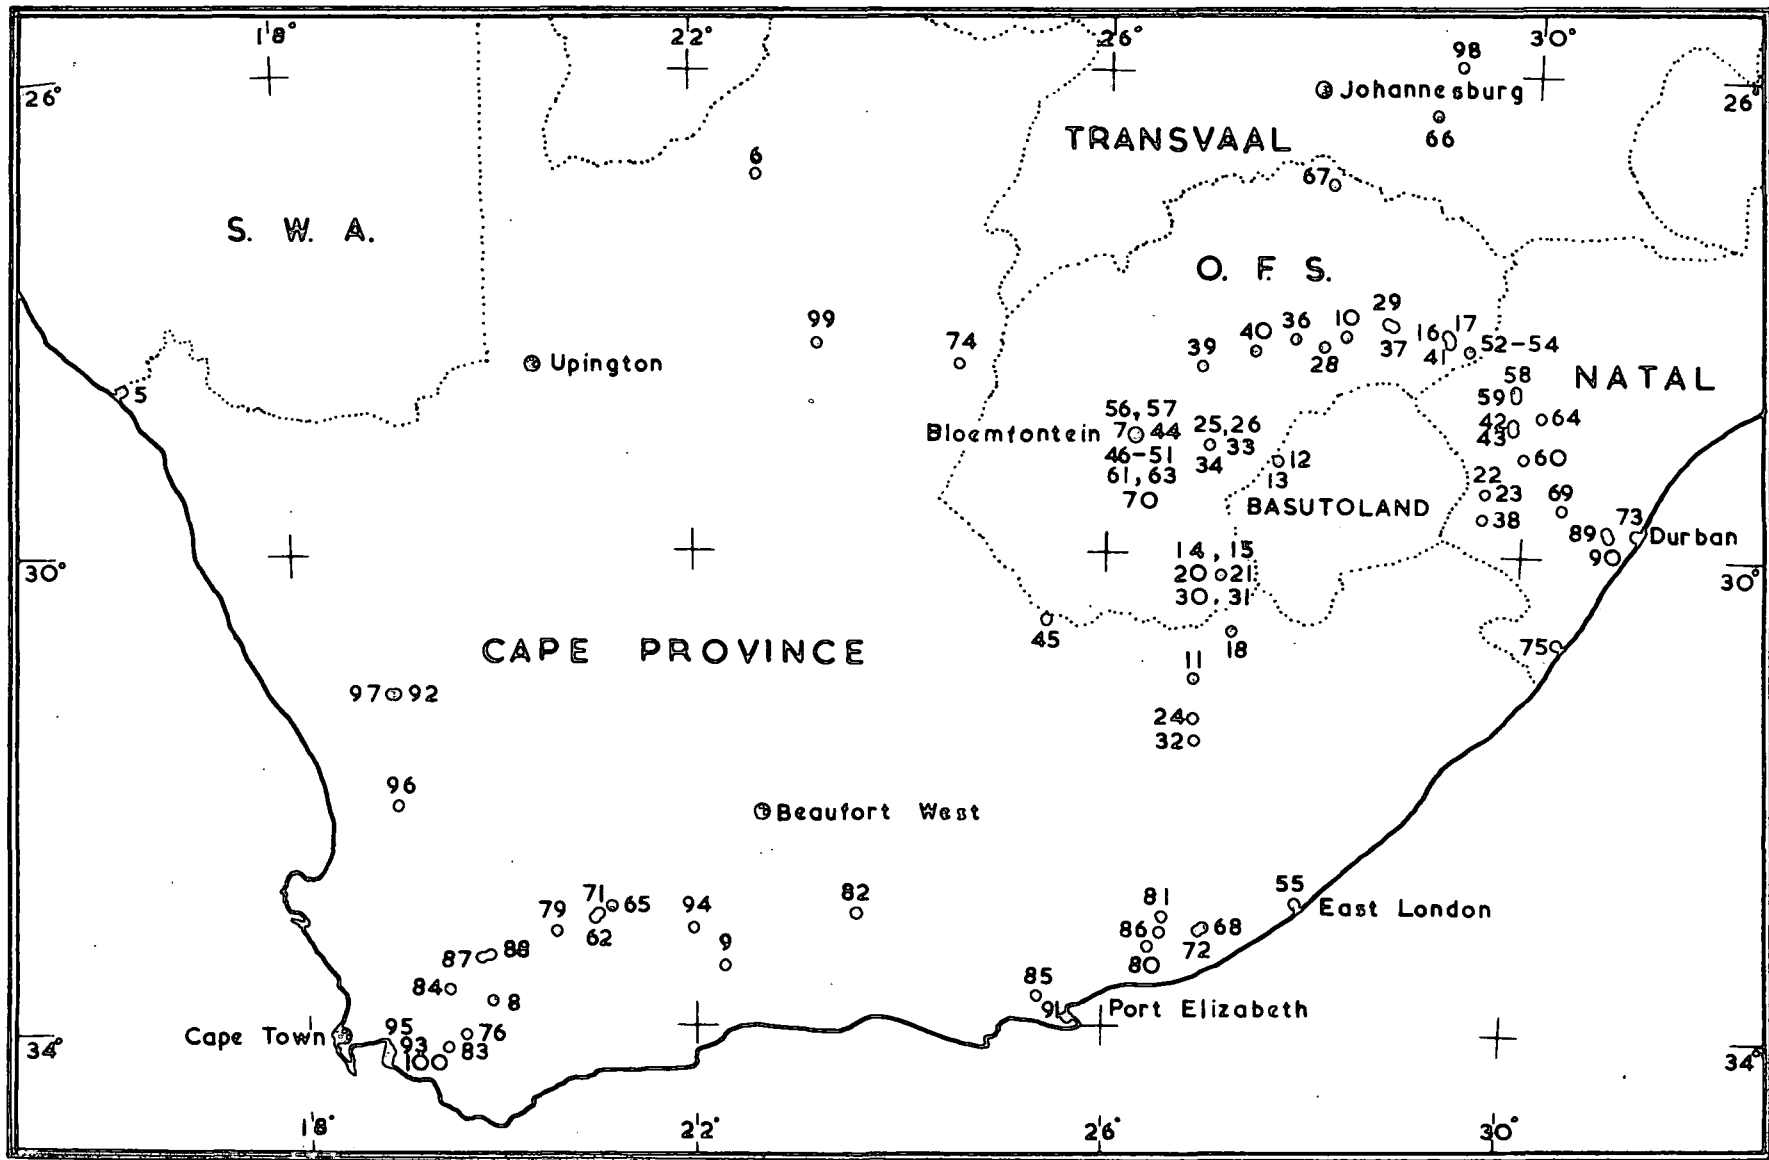 18° 22° 26° 30°
98
26° Johannesburg 26°
66
TRANSVAAL
6
67
S. W. A.
O. F. S.
29
99 74 39 40 36 10 16 17
28 37 41 52-54
Upington
58 NATAL
5
59
56, 57 25, 26 42 64
Bloemfontein 7 44 33 43
46-51 34 12 60
61, 63 13 22
70 BASUTOLAND 23 69
38 73
89 Durban
14, 15 90
30° 20 21 30°
30, 31
45 18 75
CAPE PROVINCE
11
97 92
24
32
96
Beaufort West
71 65 82 81 55
79 62 94 East London
87 88 9 86 68
72
80
84 8 85
91 Port Elizabeth
95 76
Cape Town
34° 93 83 34°
100
18° 22° 26° 30°